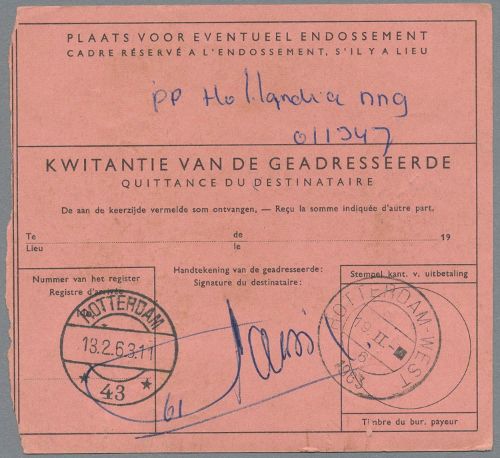 PLAATS VOOR EVENTUEEL ENDOSSEMENT
CADRE RÉSERVÉ A L'ENDOSSEMENT, S'IL Y A LIEU
pp Hollandia nng
011347
KWITANTIE VAN DE GEADRESSEERDE
QUITTANCE DU DESTINATAIRE
De aan de keerzijde vermelde som ontvangen, — Reçu la somme indiquée d'autre part.
Te de 19
Lieu le
Nummer van het register
Registre d'arrivée
Handtekening van de geadresseerde:
Signature du destinataire:
Stempel kant. v. uitbetaling
ROTTERDAM
13.2.63.11
* 43 *
61
ROTTERDAM-WEST
19.II.-
1963
Timbre du bur. payeur